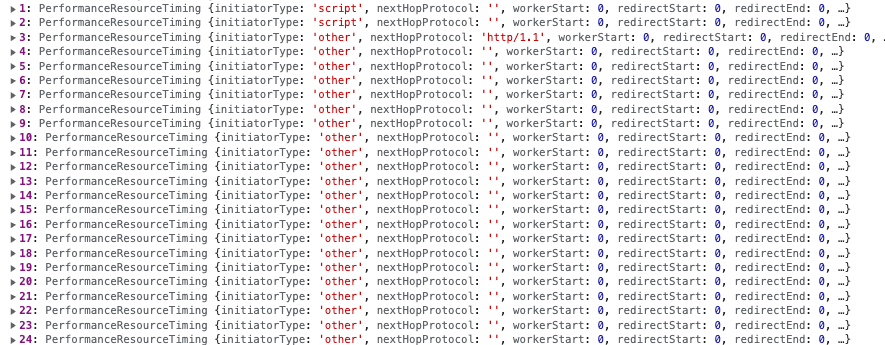 1: PerformanceResourceTiming {initiatorType: 'script', nextHopProtocol: '', workerStart: 0, redirectStart: 0, redirectEnd: 0, …}
2: PerformanceResourceTiming {initiatorType: 'script', nextHopProtocol: '', workerStart: 0, redirectStart: 0, redirectEnd: 0, …}
3: PerformanceResourceTiming {initiatorType: 'other', nextHopProtocol: 'http/1.1', workerStart: 0, redirectStart: 0, redirectEnd: 0, .
4: PerformanceResourceTiming {initiatorType: 'other', nextHopProtocol: '', workerStart: 0, redirectStart: 0, redirectEnd: 0, …}
5: PerformanceResourceTiming {initiatorType: 'other', nextHopProtocol: '', workerStart: 0, redirectStart: 0, redirectEnd: 0, …}
6: PerformanceResourceTiming {initiatorType: 'other', nextHopProtocol: '', workerStart: 0, redirectStart: 0, redirectEnd: 0, …}
7: PerformanceResourceTiming {initiatorType: 'other', nextHopProtocol: '', workerStart: 0, redirectStart: 0, redirectEnd: 0, …}
8: PerformanceResourceTiming {initiatorType: 'other', nextHopProtocol: '', workerStart: 0, redirectStart: 0, redirectEnd: 0, …}
9: PerformanceResourceTiming {initiatorType: 'other', nextHopProtocol: '', workerStart: 0, redirectStart: 0, redirectEnd: 0, …}
10: PerformanceResourceTiming {initiatorType: 'other', nextHopProtocol: '', workerStart: 0, redirectStart: 0, redirectEnd: 0, …}
11: PerformanceResourceTiming {initiatorType: 'other', nextHopProtocol: '', workerStart: 0, redirectStart: 0, redirectEnd: 0, …}
12: PerformanceResourceTiming {initiatorType: 'other', nextHopProtocol: '', workerStart: 0, redirectStart: 0, redirectEnd: 0, …}
13: PerformanceResourceTiming {initiatorType: 'other', nextHopProtocol: '', workerStart: 0, redirectStart: 0, redirectEnd: 0, …}
14: PerformanceResourceTiming {initiatorType: 'other', nextHopProtocol: '', workerStart: 0, redirectStart: 0, redirectEnd: 0, …}
15: PerformanceResourceTiming {initiatorType: 'other', nextHopProtocol: '', workerStart: 0, redirectStart: 0, redirectEnd: 0, …}
16: PerformanceResourceTiming {initiatorType: 'other', nextHopProtocol: '', workerStart: 0, redirectStart: 0, redirectEnd: 0, …}
17: PerformanceResourceTiming {initiatorType: 'other', nextHopProtocol: '', workerStart: 0, redirectStart: 0, redirectEnd: 0, …}
18: PerformanceResourceTiming {initiatorType: 'other', nextHopProtocol: '', workerStart: 0, redirectStart: 0, redirectEnd: 0, …}
19: PerformanceResourceTiming {initiatorType: 'other', nextHopProtocol: '', workerStart: 0, redirectStart: 0, redirectEnd: 0, …}
20: PerformanceResourceTiming {initiatorType: 'other', nextHopProtocol: '', workerStart: 0, redirectStart: 0, redirectEnd: 0, …}
21: PerformanceResourceTiming {initiatorType: 'other', nextHopProtocol: '', workerStart: 0, redirectStart: 0, redirectEnd: 0, …}
22: PerformanceResourceTiming {initiatorType: 'other', nextHopProtocol: '', workerStart: 0, redirectStart: 0, redirectEnd: 0, …}
23: PerformanceResourceTiming {initiatorType: 'other', nextHopProtocol: '', workerStart: 0, redirectStart: 0, redirectEnd: 0, …}
24: PerformanceResourceTiming {initiatorType: 'other', nextHopProtocol: '', workerStart: 0, redirectStart: 0, redirectEnd: 0, …}